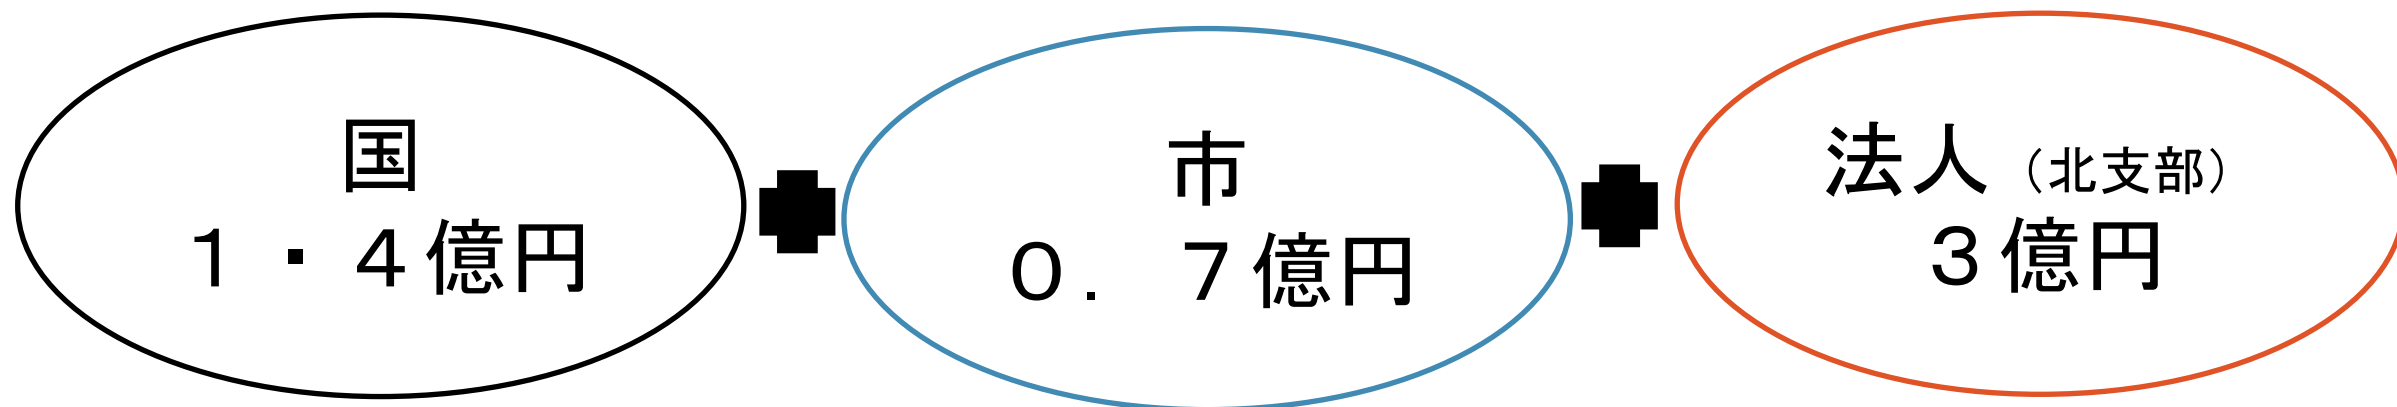 国
１・４億円
市
０．７億円
法人（北支部）
３億円